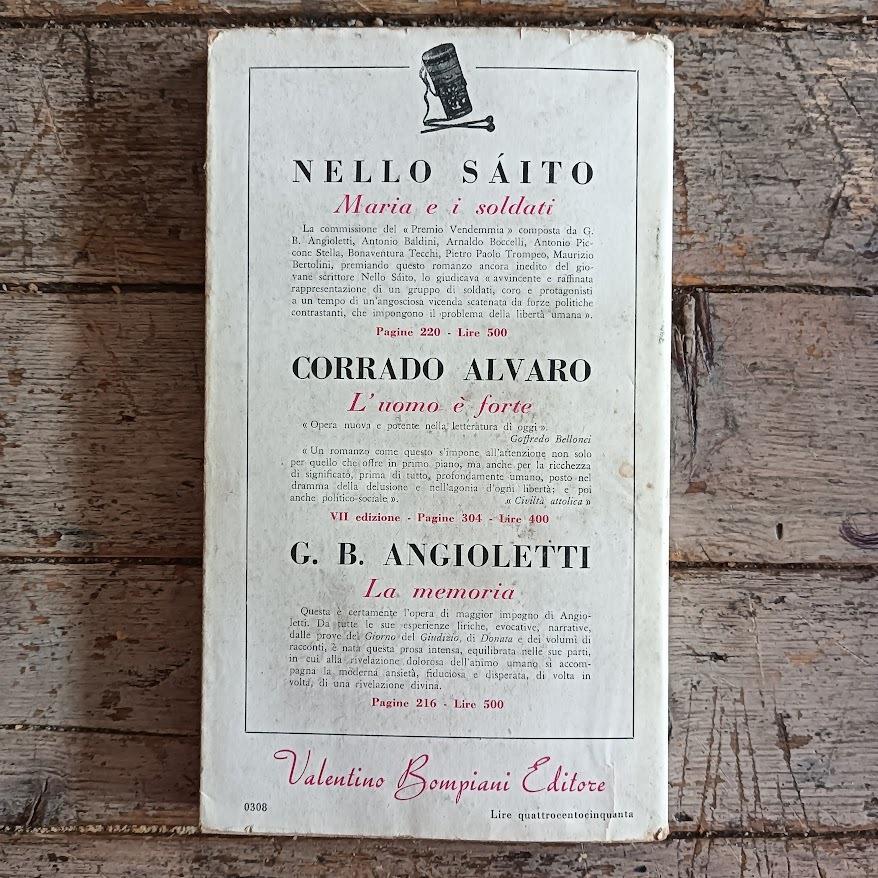 NELLO SÁITO
Maria e i soldati
La commissione del « Premio Vendemmia » composta da G.
B. Angioletti, Antonio Baldini, Arnaldo Boccelli, Antonio Pic-
cone Stella, Bonaventura Tecchi, Pietro Paolo Trompeo, Maurizio
Bertolini, premiando questo romanzo ancora inedito del gio-
vane scrittore Nello Sáito, lo giudicava « avvincente e raffinata
rappresentazione di un gruppo di soldati, coro e protagonisti
a un tempo di un'angosciosa vicenda scatenata da forze politiche
contrastanti, che impongono il problema della libertà umana ».
Pagine 220 - Lire 500
CORRADO ALVARO
L'uomo è forte
« Opera nuova e potente nella letteratura di oggi ».
Goffredo Bellonci
« Un romanzo come questo s'impone all'attenzione non solo
per quello che offre in primo piano, ma anche per la ricchezza
di significato, prima di tutto, profondamente umano, posto nel
dramma della delusione e nell'agonia d'ogni libertà; e poi
anche politico-sociale ». « Civiltà attolica »
VII edizione - Pagine 304 - Lire 400
G. B. ANGIOLETTI
La memoria
Questa è certamente l'opera di maggior impegno di Angio-
letti. Da tutte le sue esperienze liriche, evocative, narrative,
dalle prove del Giorno del Giudizio, di Donata e dei volumi di
racconti, è nata questa prosa intensa, equilibrata nelle sue parti,
in cui alla rivelazione dolorosa dell'animo umano si accom-
pagna la moderna ansietà, fiduciosa e disperata, di volta in
volta, di una rivelazione divina.
Pagine 216 - Lire 500
Valentino Bompiani Editore
0308
Lire quattrocentocinquanta